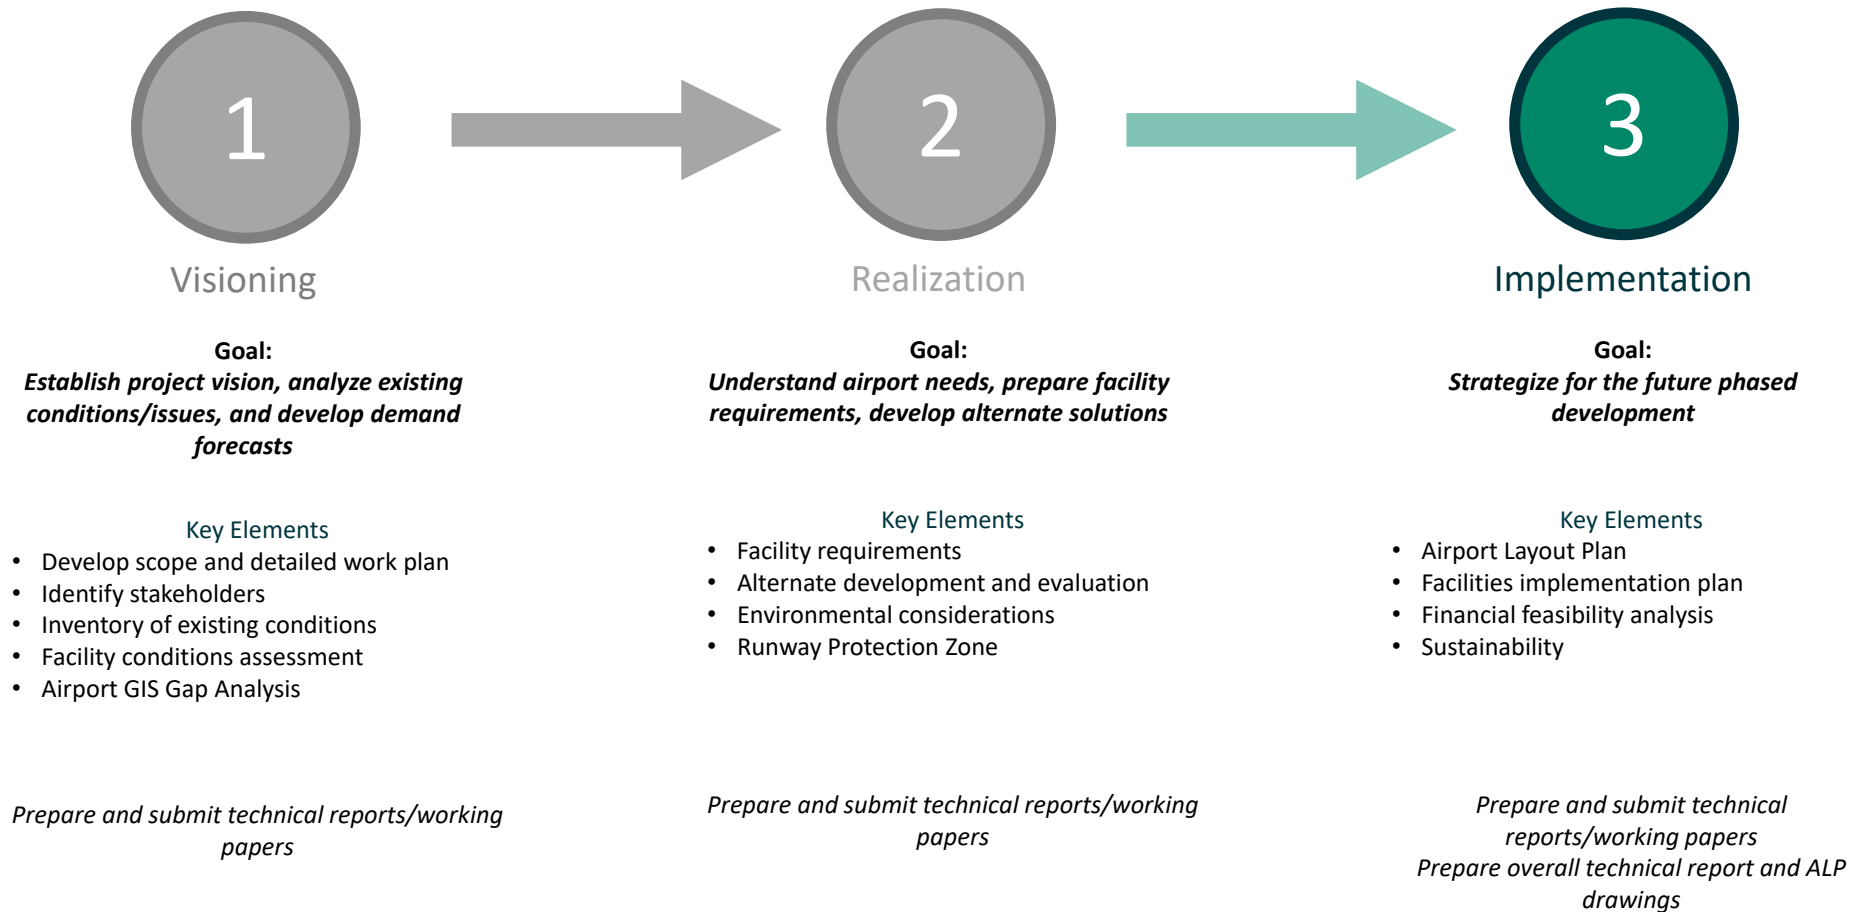 1
Visioning
Goal:
Establish project vision, analyze existing
conditions/issues, and develop demand
forecasts
Key Elements
• Develop scope and detailed work plan
• Identify stakeholders
• Inventory of existing conditions
• Facility conditions assessment
• Airport GIS Gap Analysis
Prepare and submit technical reports/working
papers
2
Realization
Goal:
Understand airport needs, prepare facility
requirements, develop alternate solutions
Key Elements
• Facility requirements
• Alternate development and evaluation
• Environmental considerations
• Runway Protection Zone
Prepare and submit technical reports/working
papers
3
Implementation
Goal:
Strategize for the future phased
development
Key Elements
• Airport Layout Plan
• Facilities implementation plan
• Financial feasibility analysis
• Sustainability
Prepare and submit technical
reports/working papers
Prepare overall technical report and ALP
drawings